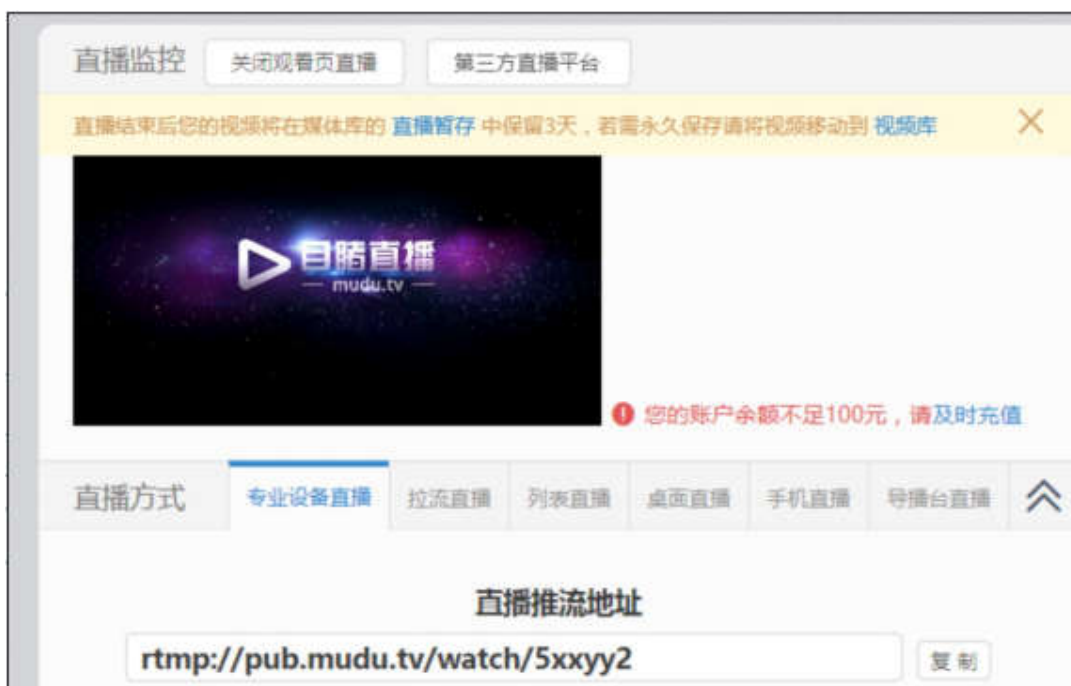 直播监控 关闭观看页直播 第三方直播平台
直播结束后您的视频将在媒体库的 直播暂存 中保留3天，若需永久保存请将视频移动到 视频库
目睹直播
mudu.tv
您的账户余额不足100元，请及时充值
直播方式 专业设备直播 拉流直播 列表直播 桌面直播 手机直播 导播台直播
直播推流地址
rtmp://pub.mudu.tv/watch/5xxyy2 复制